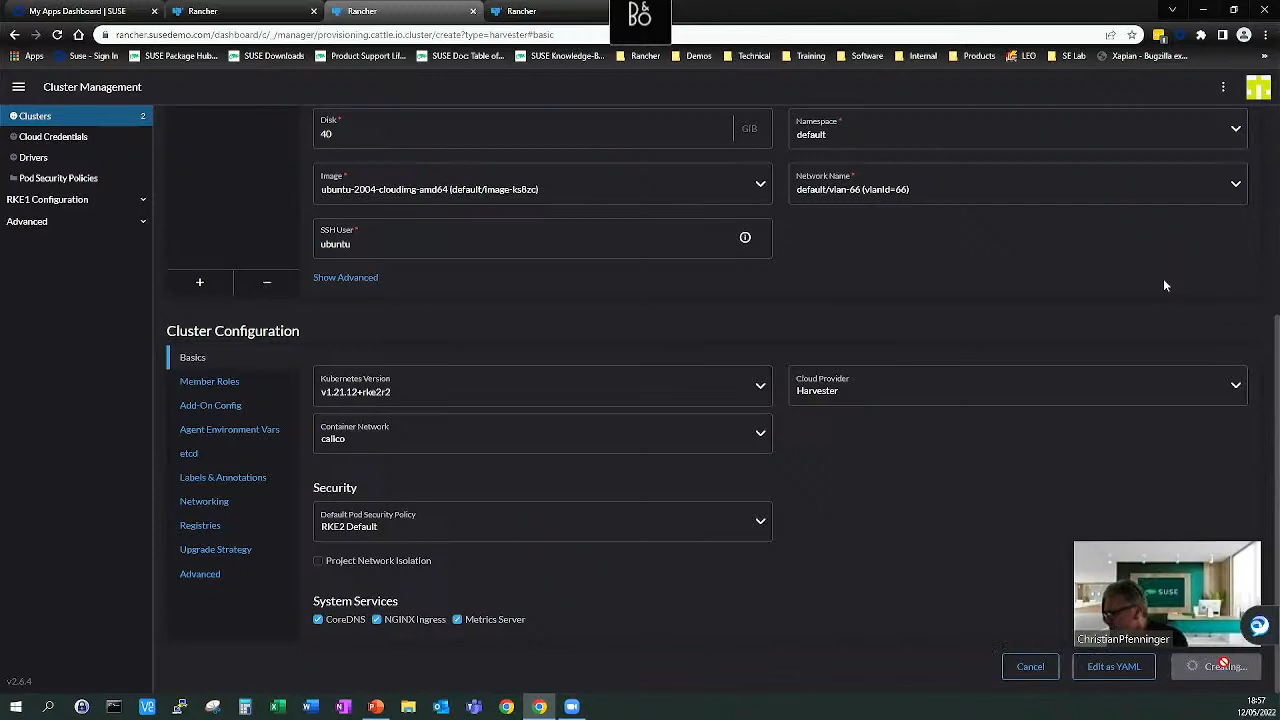 My Apps Dashboard | SUSE
Rancher
Rancher
Rancher
B&O
rancher.susedemo.com/dashboard/c/_/manager/provisioning.cattle.io.cluster/create?type=harvester#basic
Apps
Suse - Sign In
SUSE Package Hub...
SUSE Downloads
Product Support Lif...
SUSE Doc: Table of...
SUSE Knowledge-B...
Rancher
Demos
Technical
Training
Software
Internal
Products
LEO
SE Lab
Xapian - Bugzilla ex...
»
Cluster Management
Clusters 2
Cloud Credentials
Drivers
Pod Security Policies
RKE1 Configuration
Advanced
Disk *
40
GiB
Namespace *
default
Image *
ubuntu-2004-cloudimg-amd64 (default/image-ks8zc)
Network Name *
default/vlan-66 (vlanId=66)
SSH User *
ubuntu
+ −
Show Advanced
Cluster Configuration
Basics
Member Roles
Add-On Config
Agent Environment Vars
etcd
Labels & Annotations
Networking
Registries
Upgrade Strategy
Advanced
Kubernetes Version
v1.21.12+rke2r2
Cloud Provider
Harvester
Container Network
calico
Security
Default Pod Security Policy
RKE2 Default
Project Network Isolation
System Services
CoreDNS NGINX Ingress Metrics Server
SUSE
ChristianPfenninger
Cancel
Edit as YAML
Creating...
v2.6.4
18:57
12/05/2022